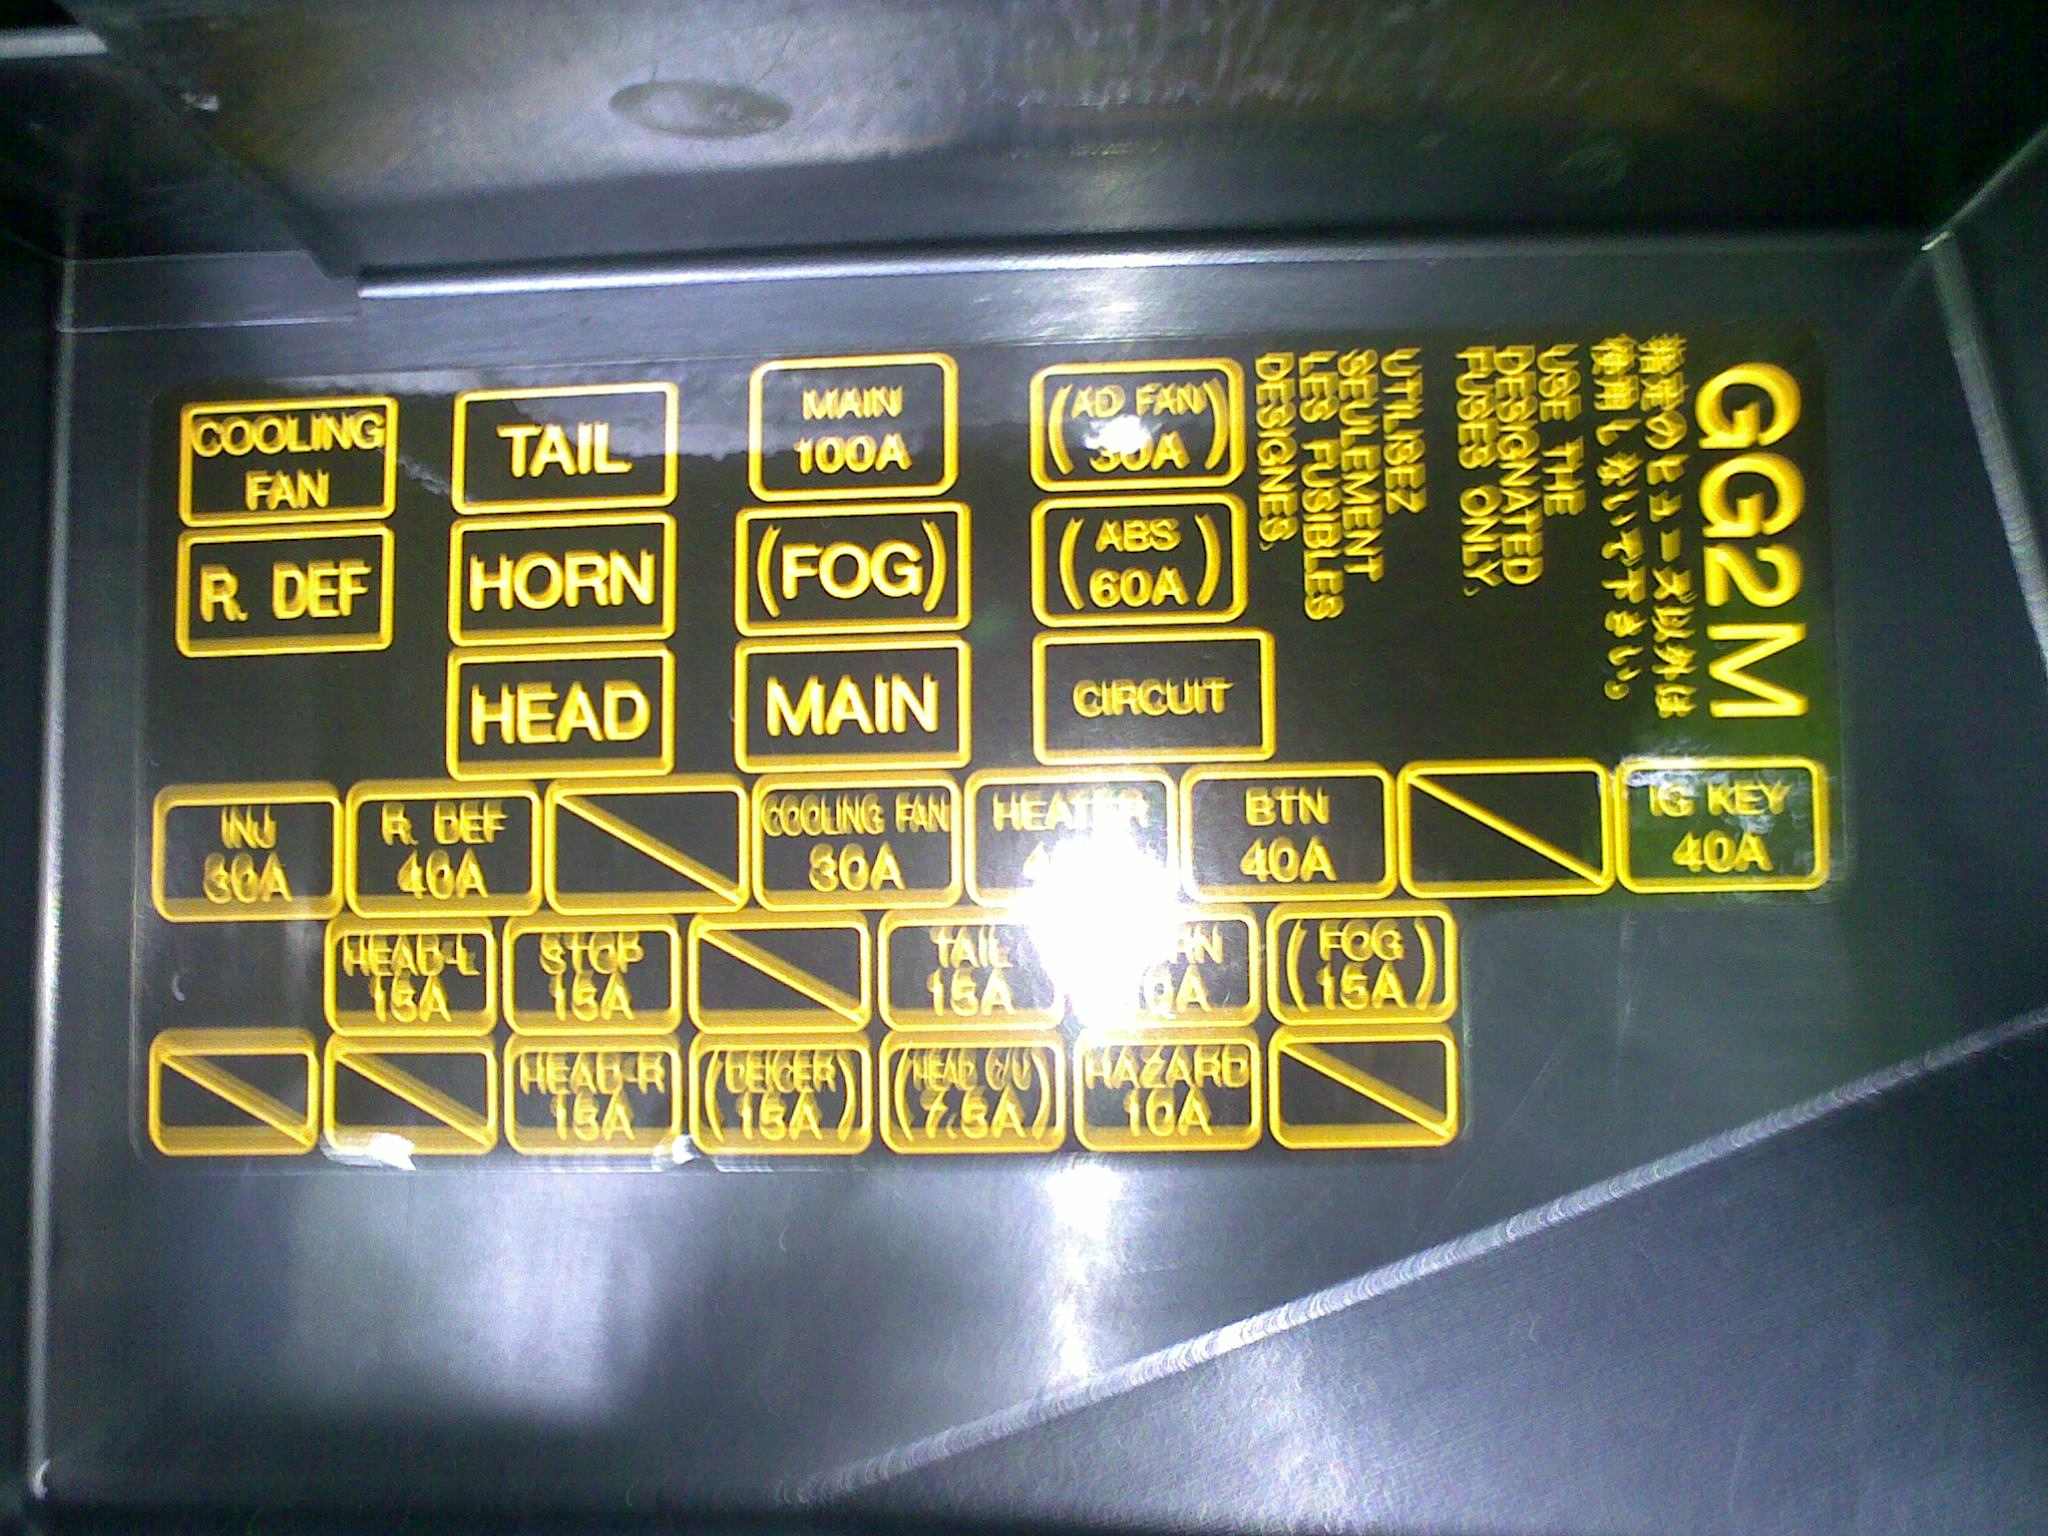 COOLING
FAN
TAIL
MAIN
100A
(AD FAN)
30A
R. DEF
HORN
(FOG)
(ABS
60A)
HEAD
MAIN
CIRCUIT
UTILISEZ
SEULEMENT
LES FUSIBLES
DESIGNES.
USE THE
DESIGNATED
FUSES ONLY.
指定のヒューズ以外は
使用しないで下さい。
GG2M
INJ
30A
R. DEF
40A
COOLING FAN
30A
HEATER
BTN
40A
IG KEY
40A
HEAD-L
15A
STOP
15A
TAIL
15A
(FOG)
15A
HEAD-R
15A
(DEICER)
15A
(HEAD C/U)
7.5A
HAZARD
10A